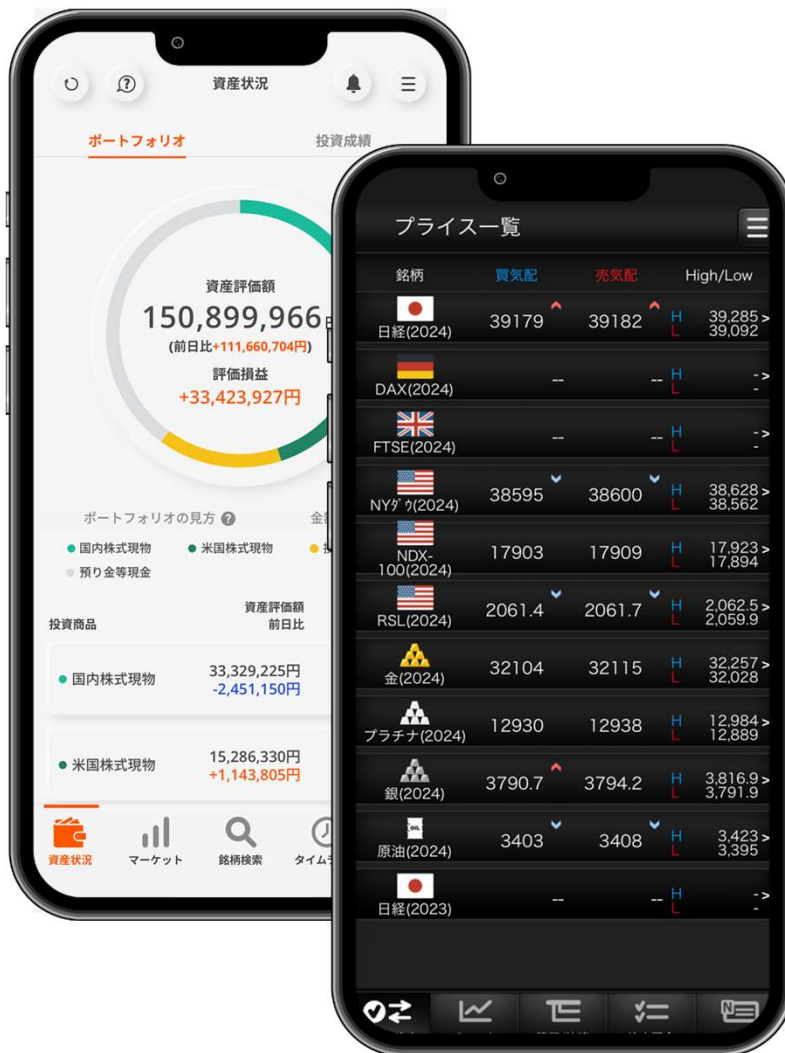 資産状況
ポートフォリオ
投資成績
資産評価額
150,899,966
(前日比+111,660,704円)
評価損益
+33,423,927円
ポートフォリオの見方 ?
国内株式現物
米国株式現物
預り金等現金
投資商品
資産評価額
前日比
国内株式現物
33,329,225円
-2,451,150円
米国株式現物
15,286,330円
+1,143,805円
資産状況
マーケット
銘柄検索
プライス一覧
銘柄 買気配 売気配 High/Low
日経(2024) 39179 39182 H 39,285 >
L 39,092
DAX(2024) -- -- H - >
L -
FTSE(2024) -- -- H - >
L -
NYダウ(2024) 38595 38600 H 38,628 >
L 38,562
NDX-
100(2024) 17903 17909 H 17,923 >
L 17,894
RSL(2024) 2061.4 2061.7 H 2,062.5 >
L 2,059.9
金(2024) 32104 32115 H 32,257 >
L 32,028
プラチナ(2024) 12930 12938 H 12,984 >
L 12,889
銀(2024) 3790.7 3794.2 H 3,816.9 >
L 3,791.9
OIL
原油(2024) 3403 3408 H 3,423 >
L 3,395
日経(2023) -- -- H - >
L -
N